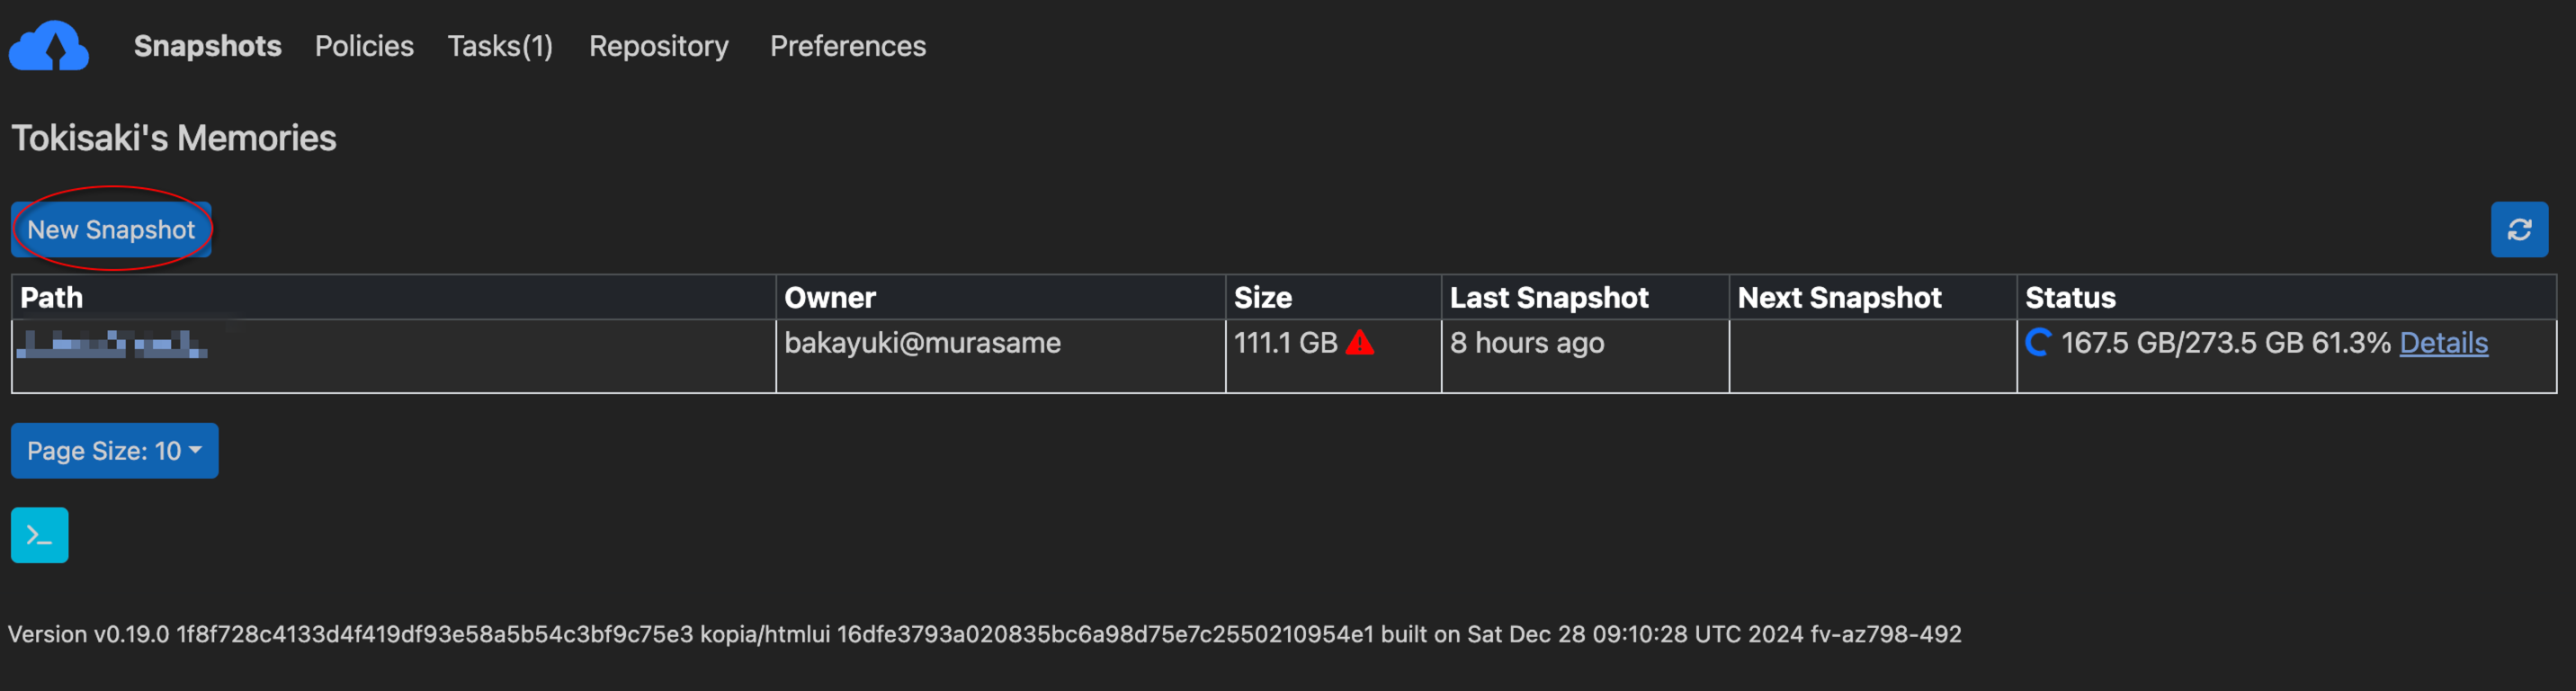 Snapshots Policies Tasks(1) Repository Preferences
Tokisaki's Memories
New Snapshot
Path Owner Size Last Snapshot Next Snapshot Status
bakayuki@murasame 111.1 GB 8 hours ago 167.5 GB/273.5 GB 61.3% Details
Page Size: 10
>_
Version v0.19.0 1f8f728c4133d4f419df93e58a5b54c3bf9c75e3 kopia/htmlui 16dfe3793a020835bc6a98d75e7c2550210954e1 built on Sat Dec 28 09:10:28 UTC 2024 fv-az798-492